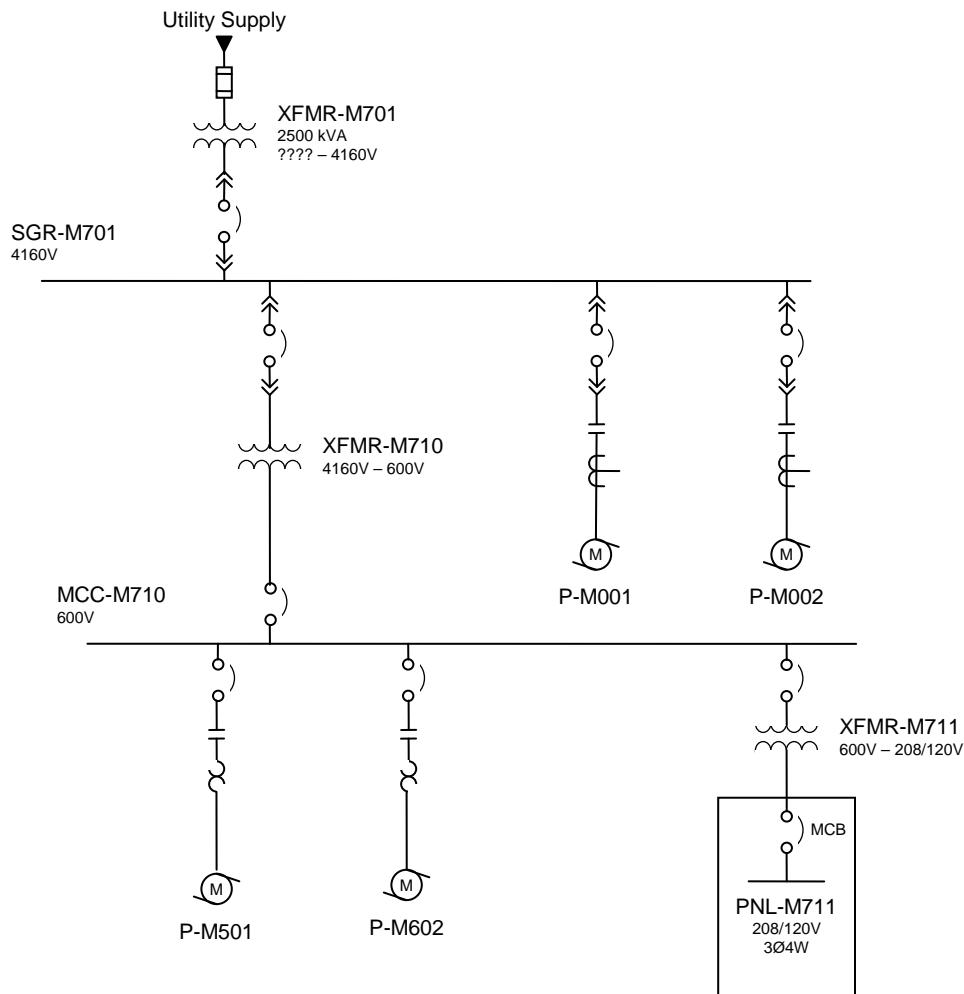 Utility Supply
XFMR-M701
2500 kVA
???? – 4160V
SGR-M701
4160V
XFMR-M710
4160V – 600V
MCC-M710
600V
M
P-M001
M
P-M002
XFMR-M711
600V – 208/120V
MCB
M
P-M501
M
P-M602
PNL-M711
208/120V
3Ø4W